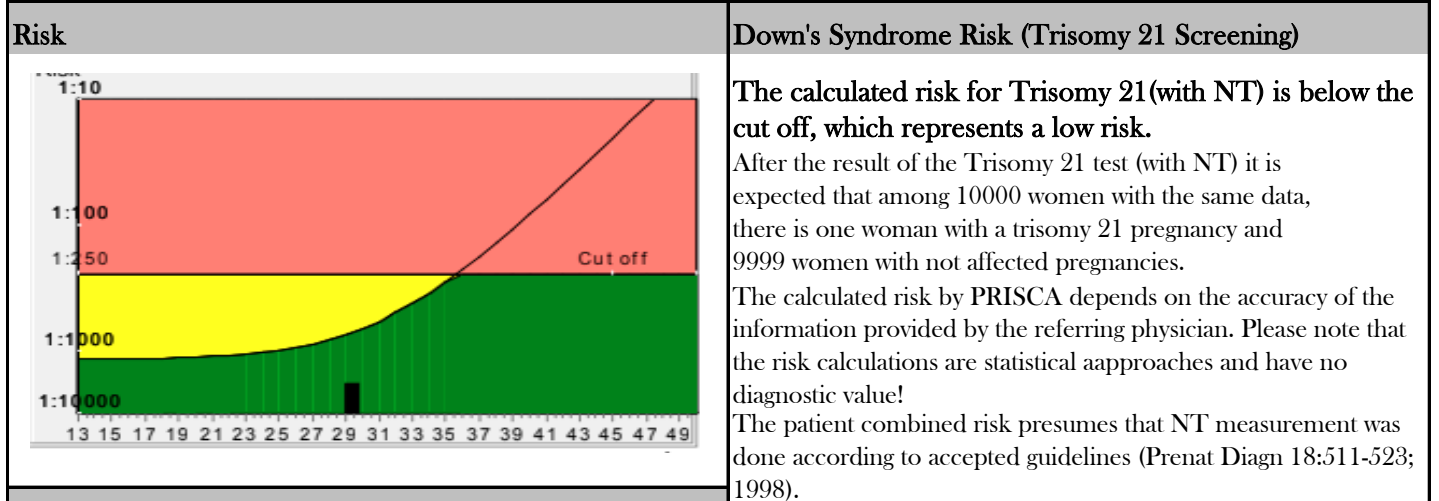 Risk
1:10
1:100
1:250
Cut off
1:1000
1:10000
13 15 17 19 21 23 25 27 29 31 33 35 37 39 41 43 45 47 49
Down's Syndrome Risk (Trisomy 21 Screening)
The calculated risk for Trisomy 21(with NT) is below the
cut off, which represents a low risk.
After the result of the Trisomy 21 test (with NT) it is
expected that among 10000 women with the same data,
there is one woman with a trisomy 21 pregnancy and
9999 women with not affected pregnancies.
The calculated risk by PRISCA depends on the accuracy of the
information provided by the referring physician. Please note that
the risk calculations are statistical aapproaches and have no
diagnostic value!
The patient combined risk presumes that NT measurement was
done according to accepted guidelines (Prenat Diagn 18:511-523;
1998).